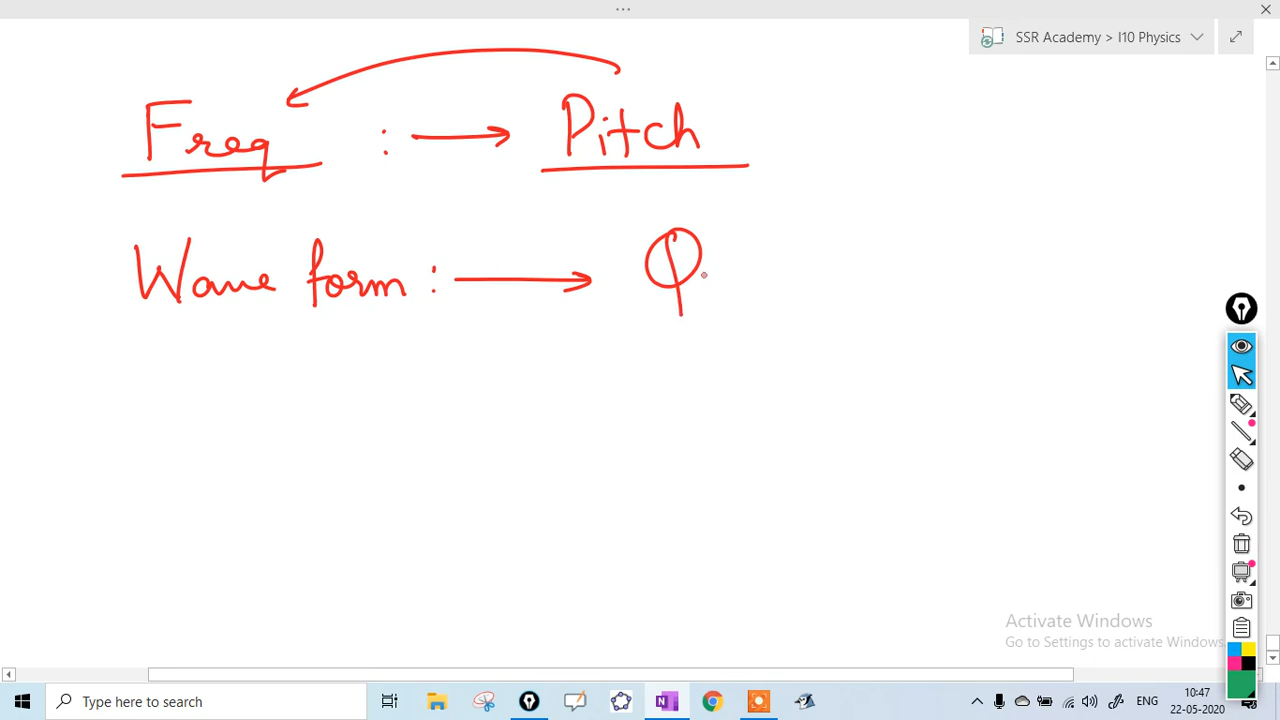 SSR Academy > I10 Physics
Freq : → Pitch
Wave form : → Q
Activate Windows
Go to Settings to activate Windows.
Type here to search
ENG
10:47
22-05-2020